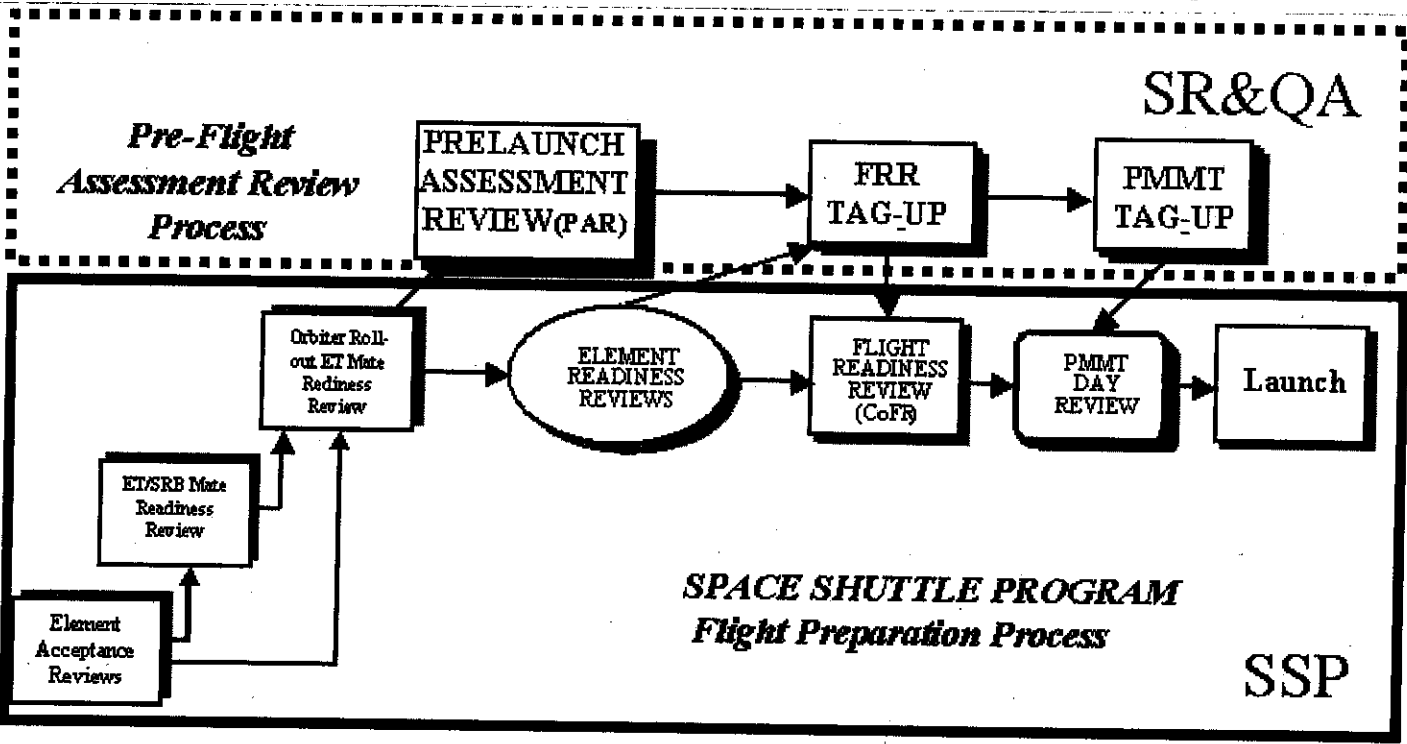 SR&QA
Pre-Flight
Assessment Review
Process
PRELAUNCH
ASSESSMENT
REVIEW(PAR)
FRR
TAG-UP
PMMT
TAG-UP
Orbiter Roll-
out ET Mate
Rediness
Review
ELEMENT
READINESS
REVIEWS
FLIGHT
READINESS
REVIEW
(CoFR)
PMMT
DAY
REVIEW
Launch
ET/SRB Mate
Readiness
Review
Element
Acceptance
Reviews
SPACE SHUTTLE PROGRAM
Flight Preparation Process
SSP